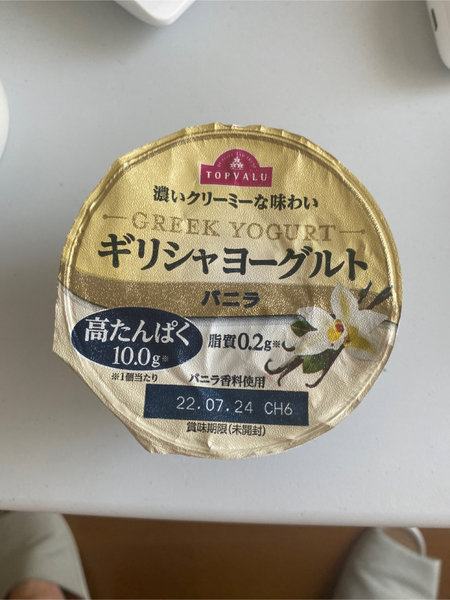 TOPVALU
濃いクリーミーな味わい
GREEK YOGURT
ギリシャヨーグルト
バニラ
高たんぱく
10.0g※
※1個当たり
脂質0.2g※
バニラ香料使用
22.07.24 CH6
賞味期限(未開封)